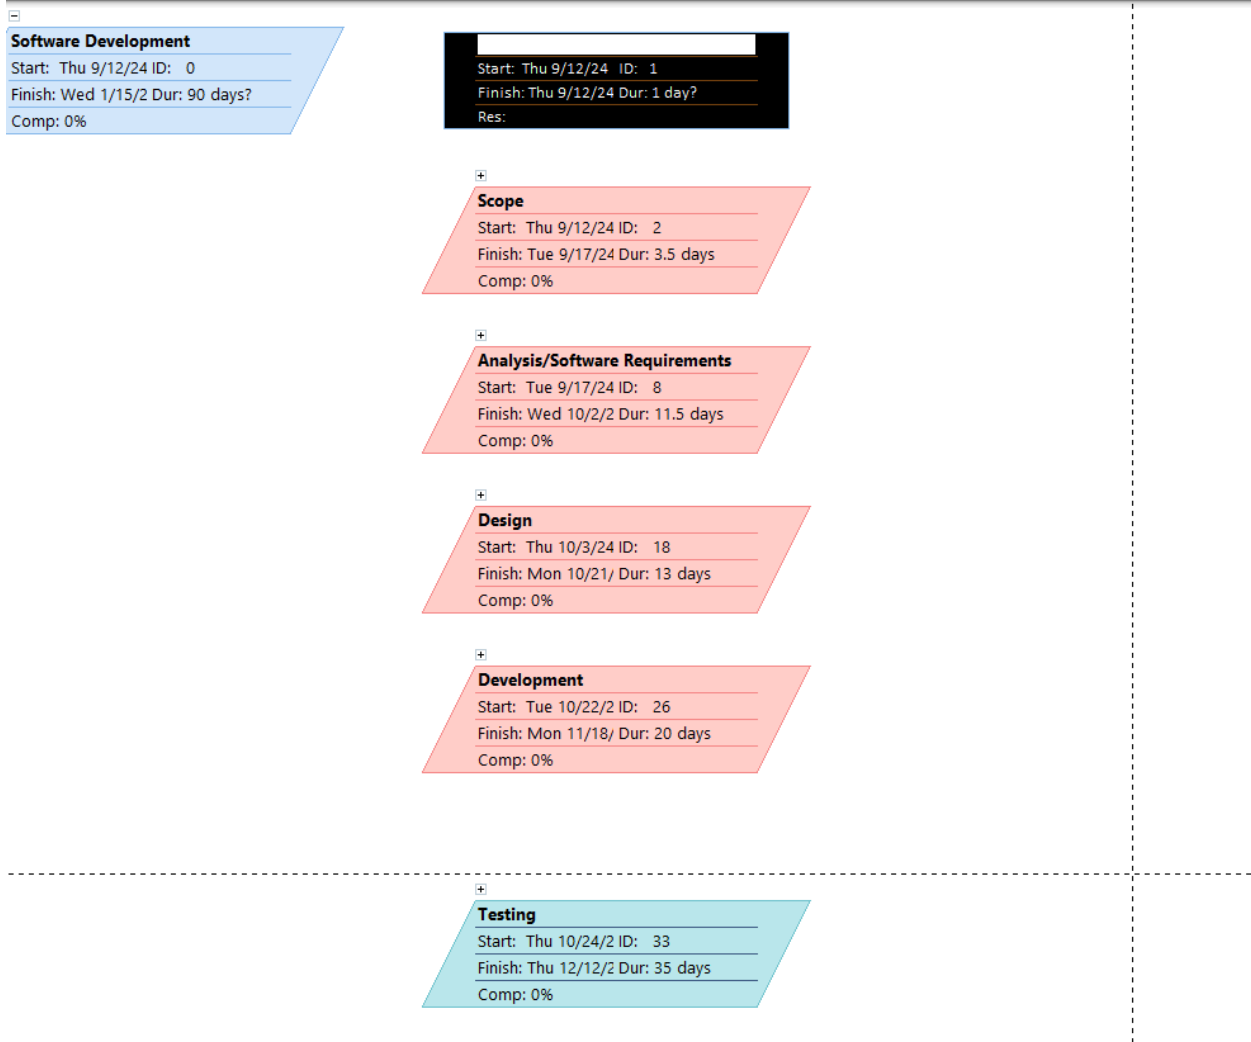 Software Development
Start: Thu 9/12/24 ID: 0
Finish: Wed 1/15/2 Dur: 90 days?
Comp: 0%
Start: Thu 9/12/24 ID: 1
Finish: Thu 9/12/24 Dur: 1 day?
Res:
Scope
Start: Thu 9/12/24 ID: 2
Finish: Tue 9/17/24 Dur: 3.5 days
Comp: 0%
Analysis/Software Requirements
Start: Tue 9/17/24 ID: 8
Finish: Wed 10/2/2 Dur: 11.5 days
Comp: 0%
Design
Start: Thu 10/3/24 ID: 18
Finish: Mon 10/21/ Dur: 13 days
Comp: 0%
Development
Start: Tue 10/22/2 ID: 26
Finish: Mon 11/18/ Dur: 20 days
Comp: 0%
Testing
Start: Thu 10/24/2 ID: 33
Finish: Thu 12/12/2 Dur: 35 days
Comp: 0%